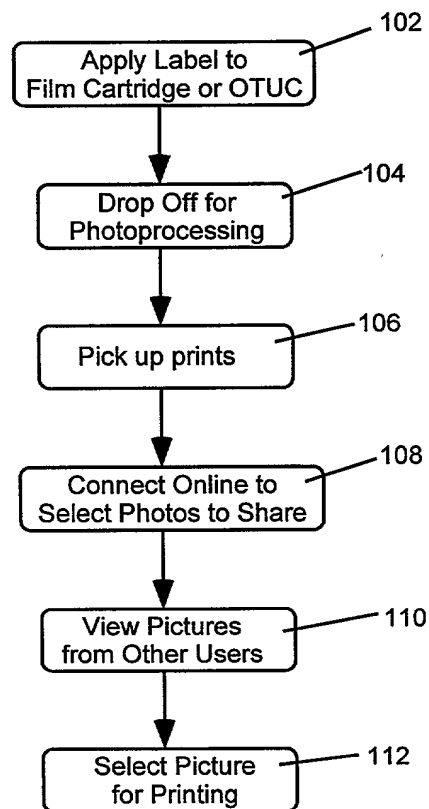 102
Apply Label to
Film Cartridge or OTUC
104
Drop Off for
Photoprocessing
106
Pick up prints
108
Connect Online to
Select Photos to Share
110
View Pictures
from Other Users
112
Select Picture
for Printing